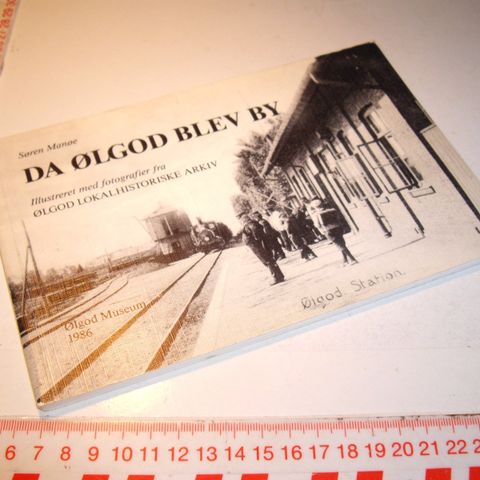 Søren Manøe
DA ØLGOD BLEV BY
Illustreret med fotografier fra
ØLGOD LOKALHISTORISKE ARKIV
Ølgod Station.
Ølgod Museum
1986
6 7 8 9 10 11 12 13 14 15 16 17 18 19 20 21 22